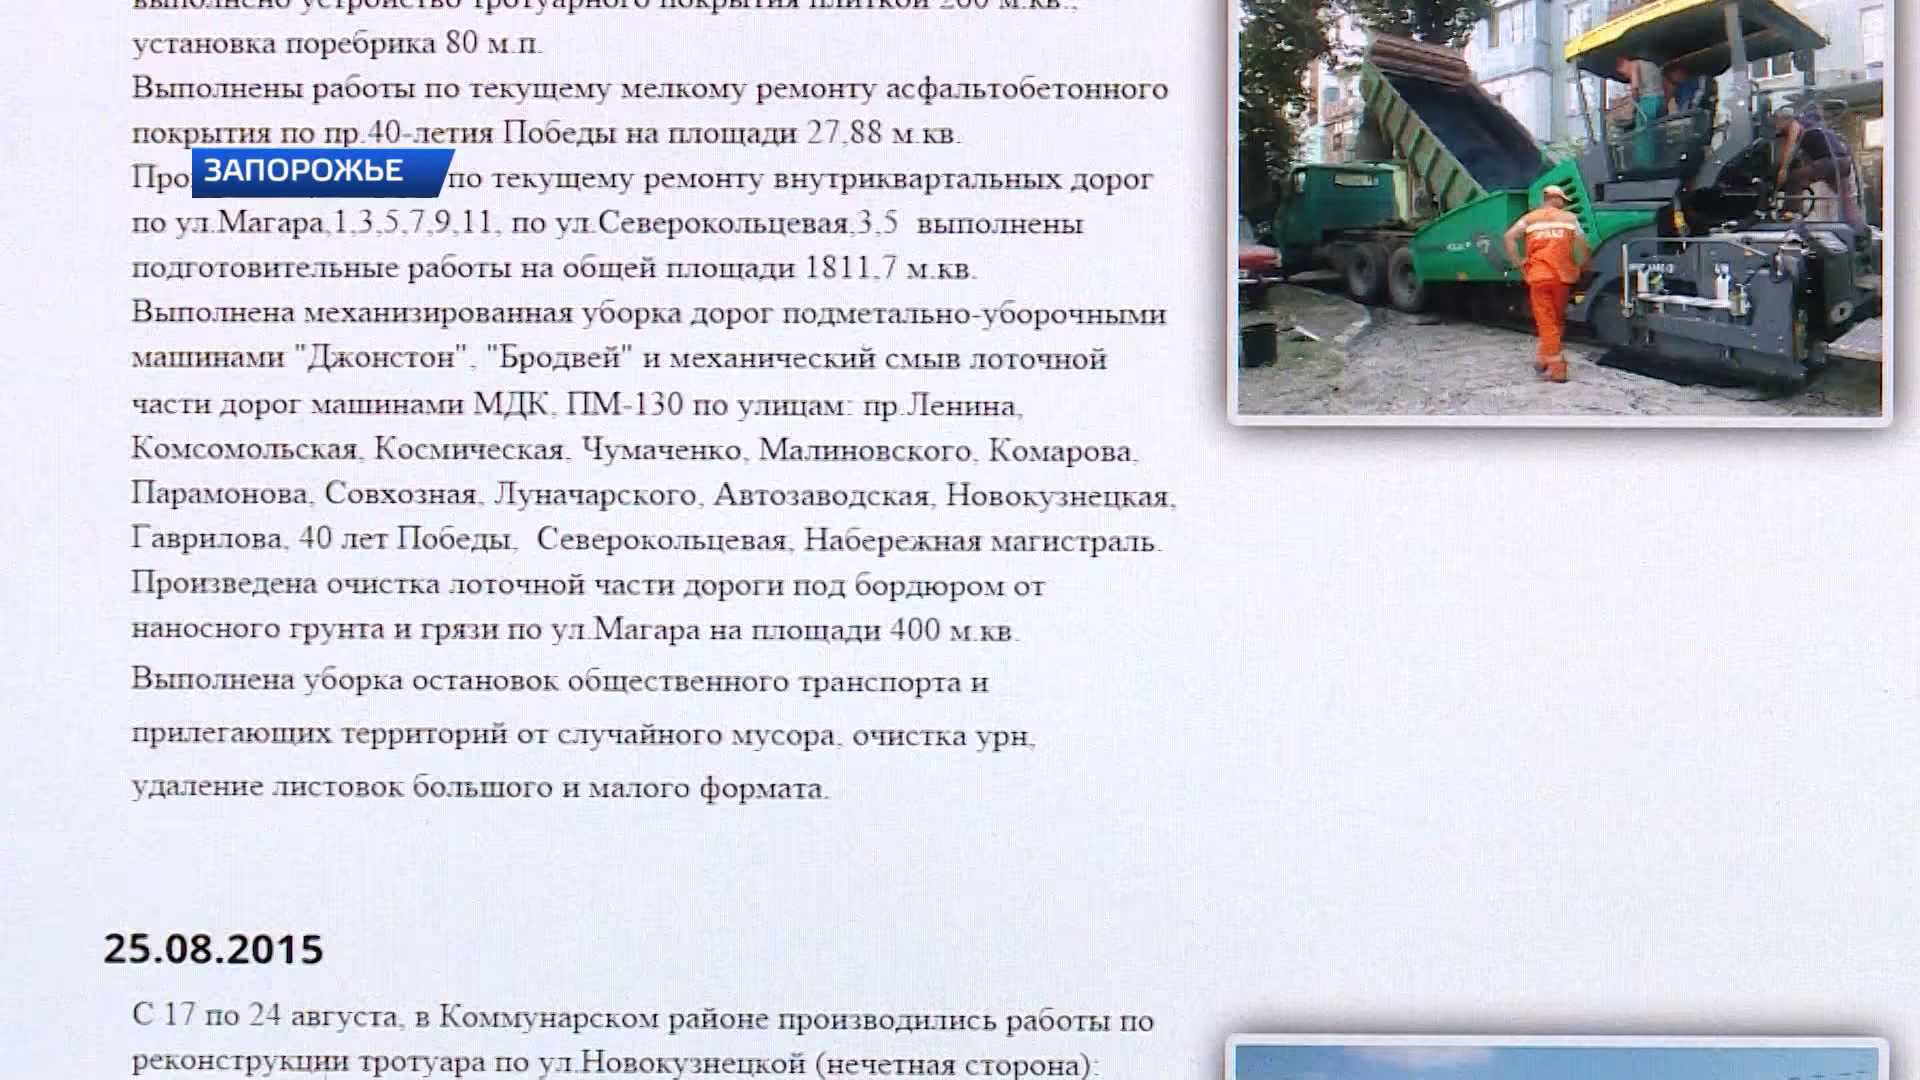 выполнено устройство тротуарного покрытия плиткой 200 м.кв.,
установка поребрика 80 м.п.
Выполнены работы по текущему мелкому ремонту асфальтобетонного
покрытия по пр.40-летия Победы на площади 27,88 м.кв.
ЗАПОРОЖЬЕ
по текущему ремонту внутриквартальных дорог
по ул.Магара,1,3,5,7,9,11, по ул.Северокольцевая,3,5 выполнены
подготовительные работы на общей площади 1811,7 м.кв.
Выполнена механизированная уборка дорог подметально-уборочными
машинами "Джонстон", "Бродвей" и механический смыв лоточной
части дорог машинами МДК, ПМ-130 по улицам: пр.Ленина,
Комсомольская, Космическая, Чумаченко, Малиновского, Комарова,
Парамонова, Совхозная, Луначарского, Автозаводская, Новокузнецкая,
Гаврилова, 40 лет Победы, Северокольцевая, Набережная магистраль.
Произведена очистка лоточной части дороги под бордюром от
наносного грунта и грязи по ул.Магара на площади 400 м.кв.
Выполнена уборка остановок общественного транспорта и
прилегающих территорий от случайного мусора, очистка урн,
удаление листовок большого и малого формата.
25.08.2015
С 17 по 24 августа, в Коммунарском районе производились работы по
реконструкции тротуара по ул.Новокузнецкой (нечетная сторона):